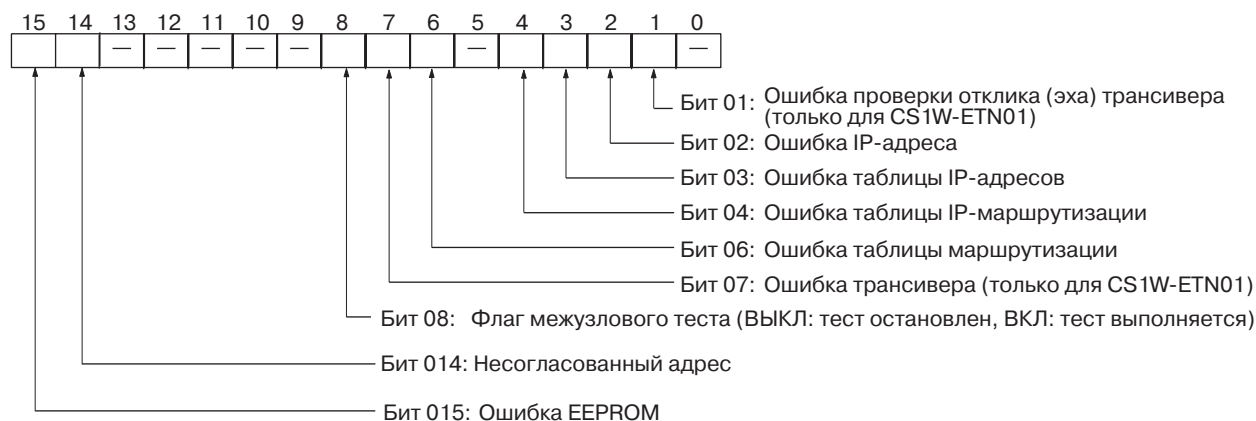 15 14 13 12 11 10 9 8 7 6 5 4 3 2 1 0
— — — — — — —
Бит 01: Ошибка проверки отклика (эха) трансивера
(только для CS1W-ETN01)
Бит 02: Ошибка IP-адреса
Бит 03: Ошибка таблицы IP-адресов
Бит 04: Ошибка таблицы IP-маршрутизации
Бит 06: Ошибка таблицы маршрутизации
Бит 07: Ошибка трансивера (только для CS1W-ETN01)
Бит 08: Флаг межузлового теста (ВЫКЛ: тест остановлен, ВКЛ: тест выполняется)
Бит 014: Несогласованный адрес
Бит 015: Ошибка EEPROM